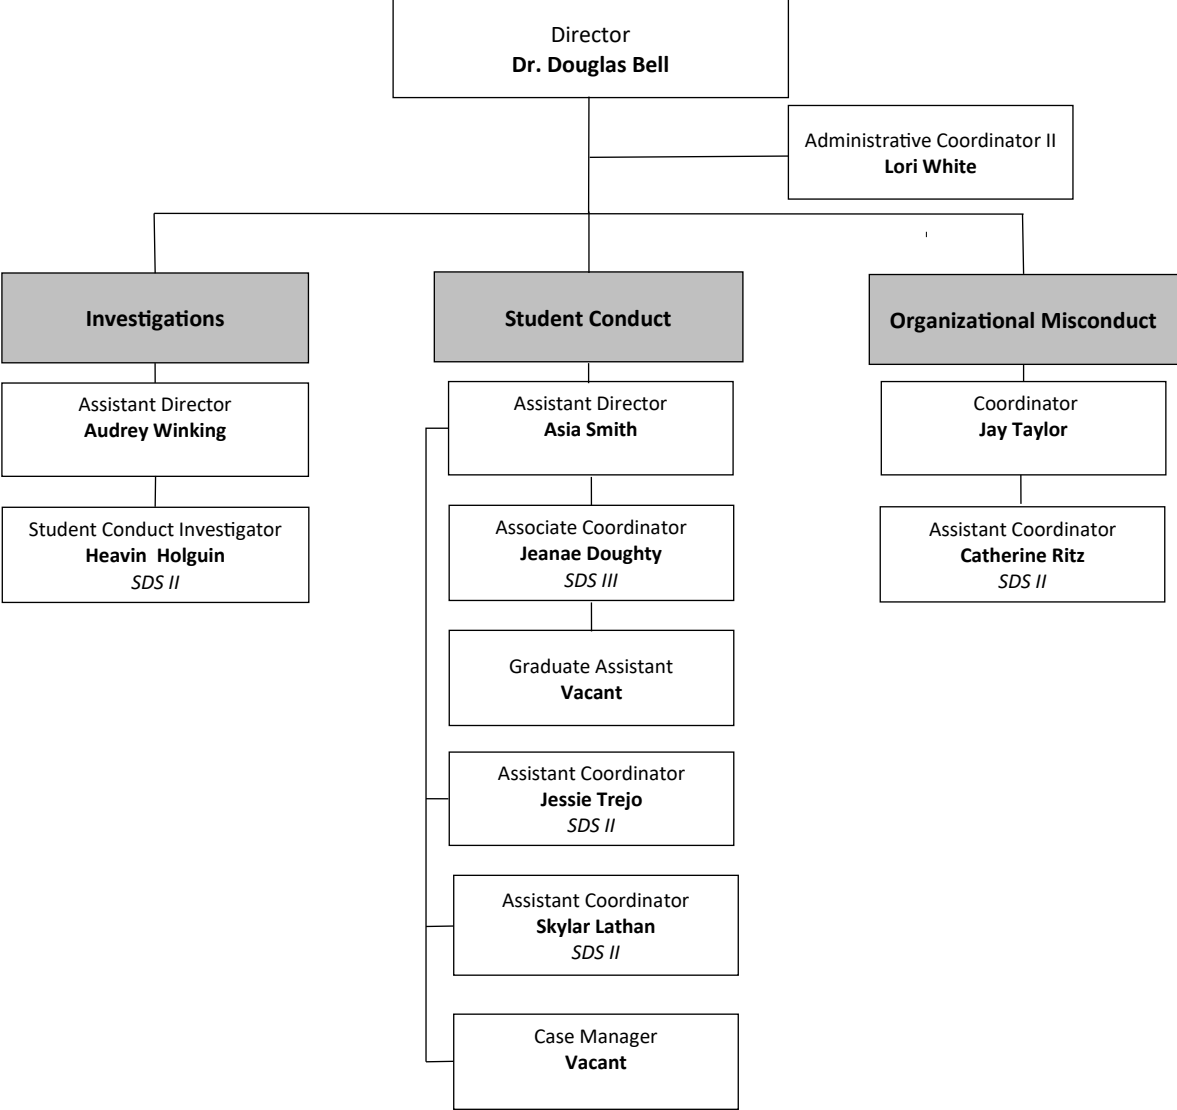 Director
Dr. Douglas Bell
Administrative Coordinator II
Lori White
Investigations
Student Conduct
Organizational Misconduct
Assistant Director
Audrey Winking
Assistant Director
Asia Smith
Coordinator
Jay Taylor
Student Conduct Investigator
Heavin  Holguin
SDS II
Associate Coordinator
Jeanae Doughty
SDS III
Assistant Coordinator
Catherine Ritz
SDS II
Graduate Assistant
Vacant
Assistant Coordinator
Jessie Trejo
SDS II
Assistant Coordinator
Skylar Lathan
SDS II
Case Manager
Vacant